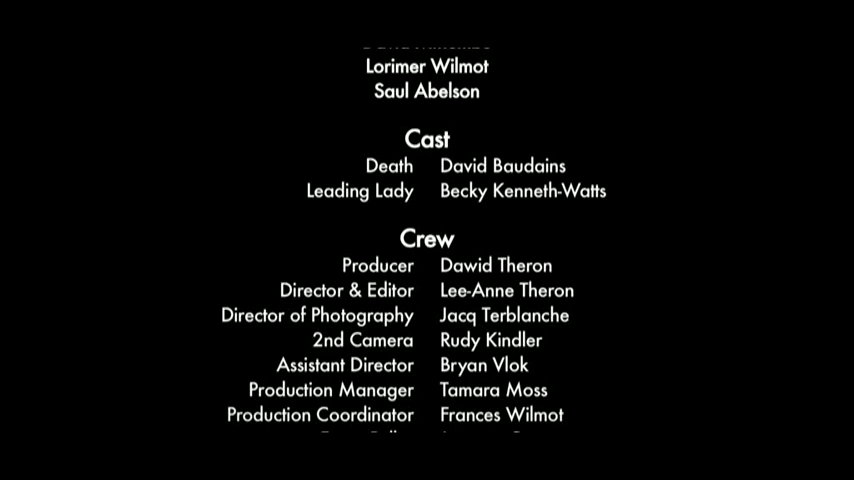 Lorimer Wilmot
Saul Abelson
Cast
Death David Baudains
Leading Lady Becky Kenneth-Watts
Crew
Producer Dawid Theron
Director & Editor Lee-Anne Theron
Director of Photography Jacq Terblanche
2nd Camera Rudy Kindler
Assistant Director Bryan Vlok
Production Manager Tamara Moss
Production Coordinator Frances Wilmot